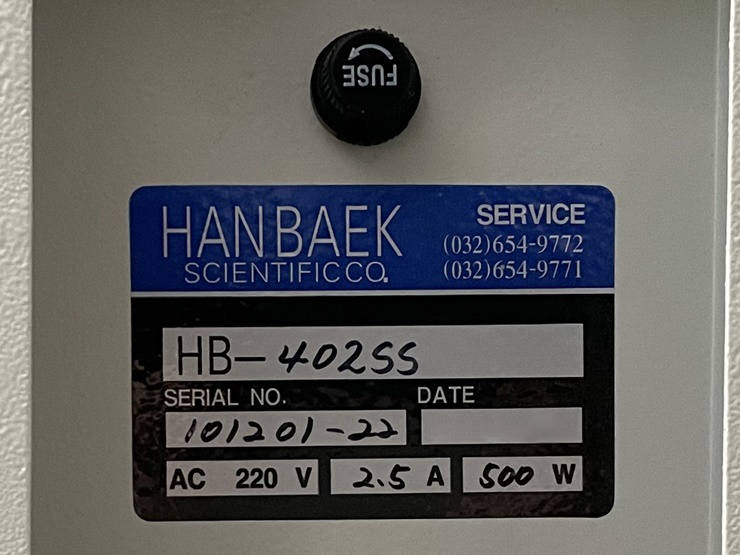 FUSE
HANBAEK
SCIENTIFIC CO.
SERVICE
(032)654-9772
(032)654-9771
HB-402SS
SERIAL NO. DATE
101201-22
AC 220 V 2.5 A 500 W